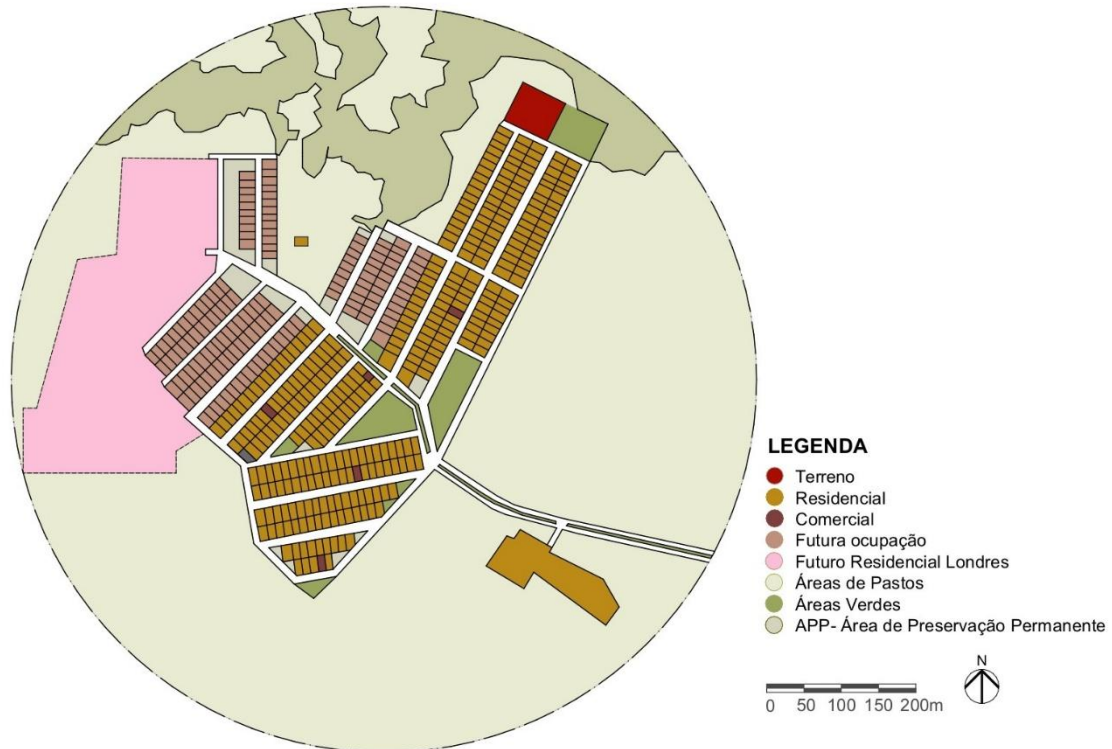 LEGENDA
Terreno
Residencial
Comercial
Futura ocupação
Futuro Residencial Londres
Áreas de Pastos
Áreas Verdes
APP- Área de Preservação Permanente
N
0 50 100 150 200m